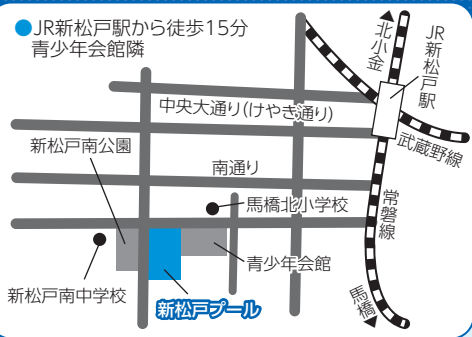 ●JR新松戸駅から徒歩15分
青少年会館隣
北小金
JR新松戸駅
中央大通り(けやき通り)
武蔵野線
新松戸南公園
南通り
馬橋北小学校
常磐線
青少年会館
新松戸南中学校
新松戸プール
馬橋